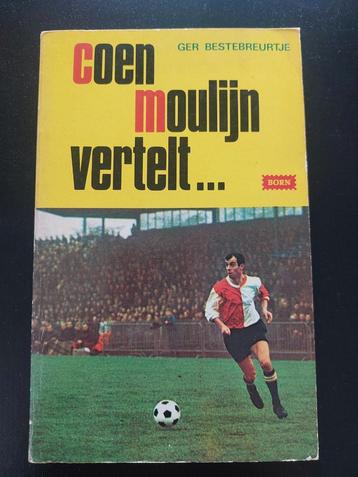 GER BESTEBREURTJE
coen
moulijn
vertelt...
BORN